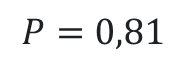 P = 0,81